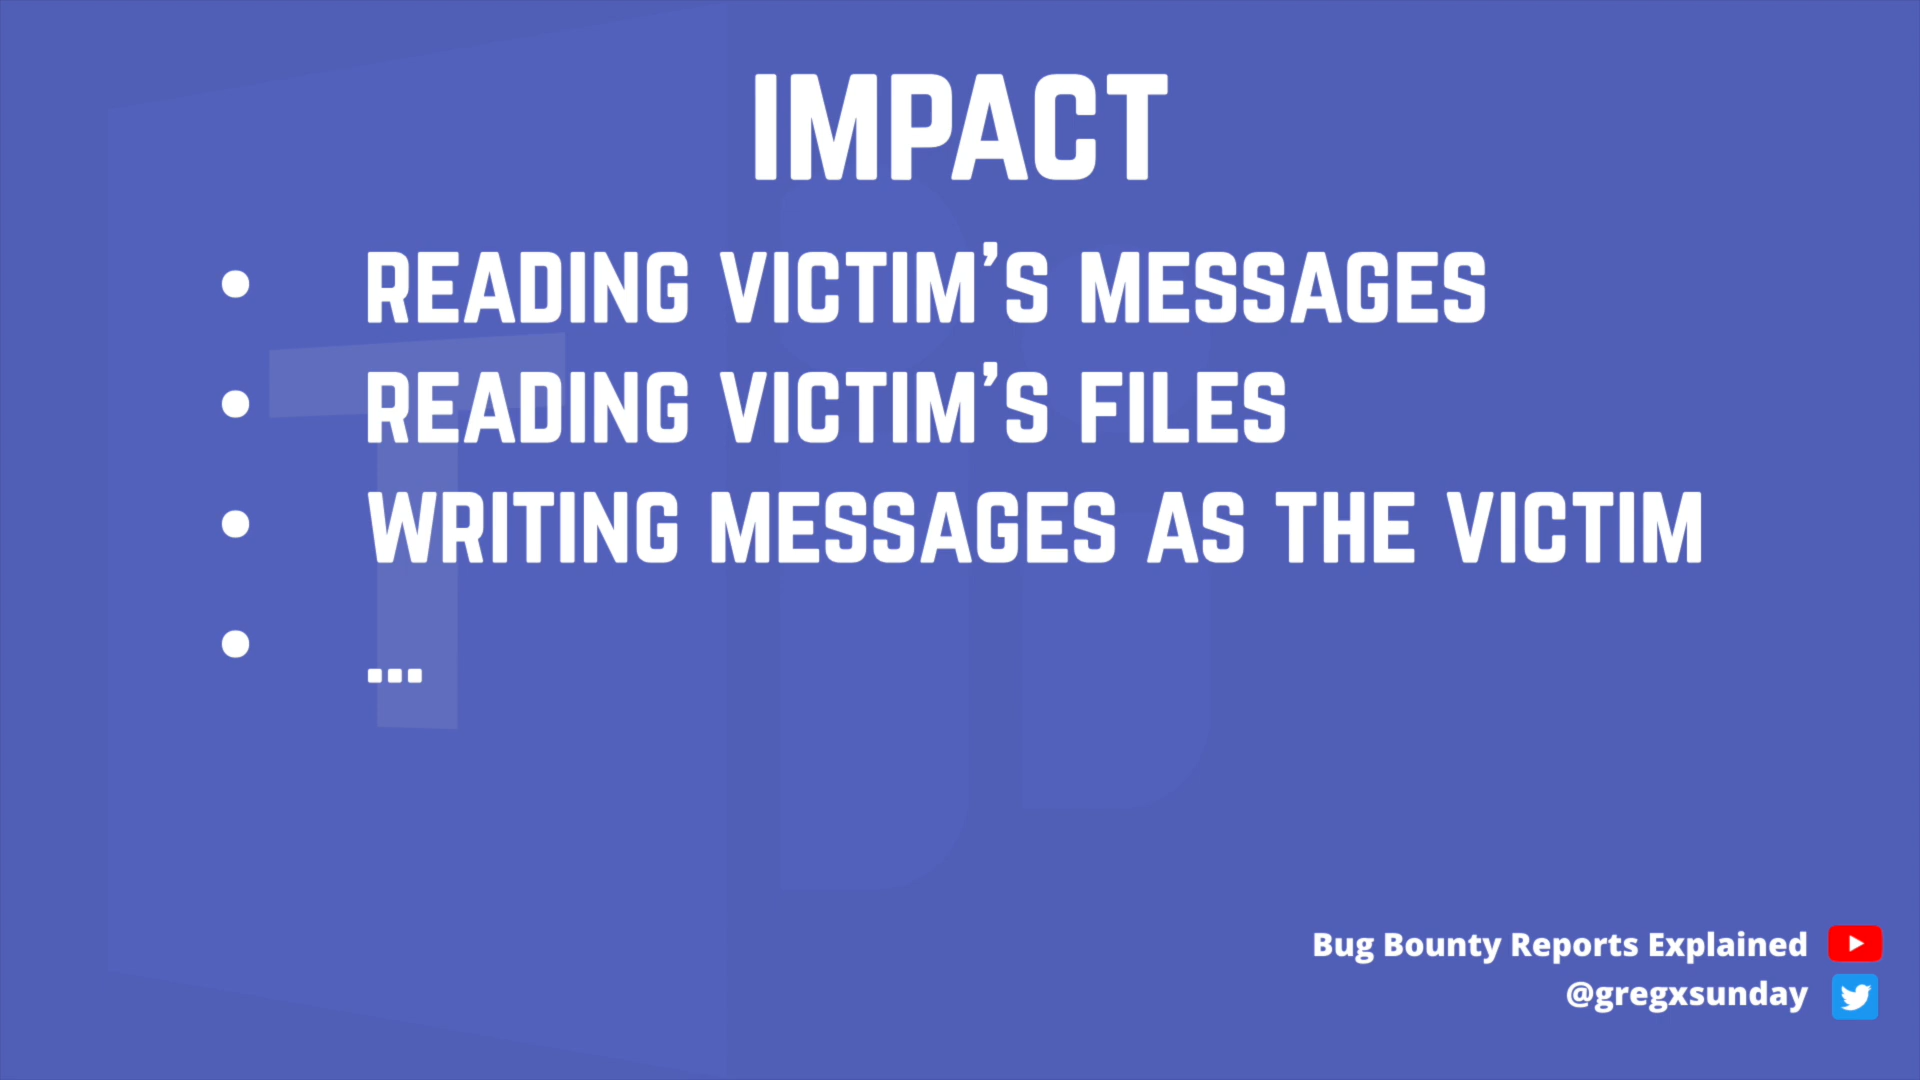 IMPACT
• READING VICTIM'S MESSAGES
• READING VICTIM'S FILES
• WRITING MESSAGES AS THE VICTIM
• ...
T
Bug Bounty Reports Explained
@gregxsunday